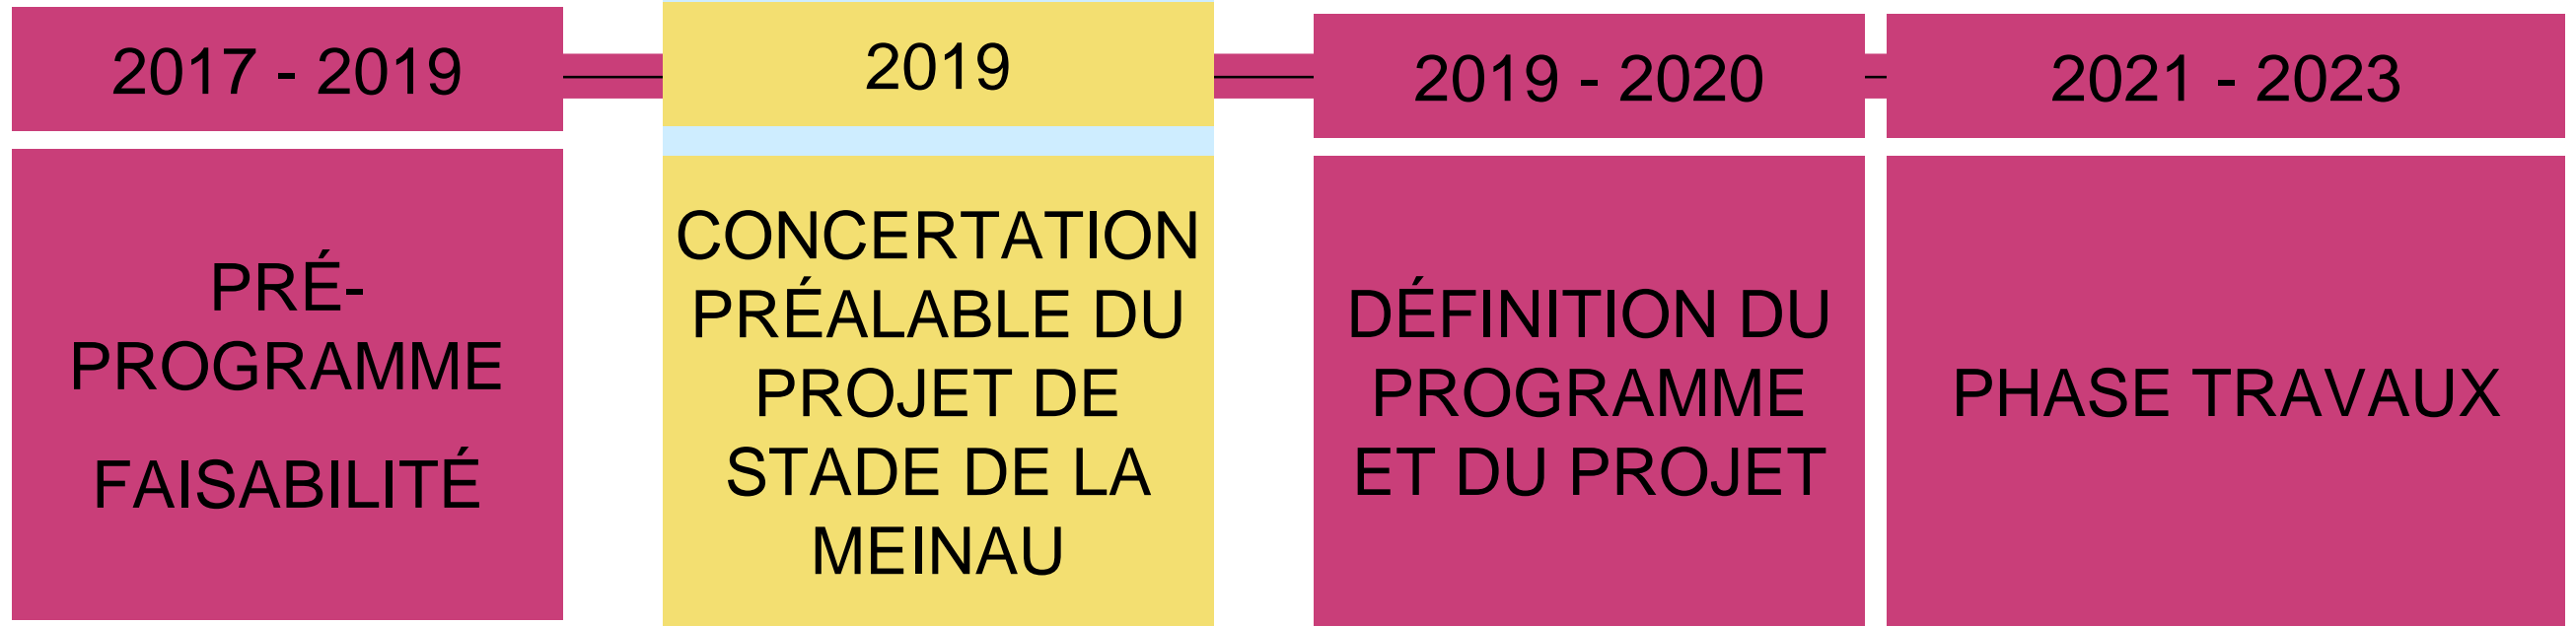 2017 - 2019
PRÉ-
PROGRAMME
FAISABILITÉ
2019
CONCERTATION
PRÉALABLE DU
PROJET DE
STADE DE LA
MEINAU
2019 - 2020
DÉFINITION DU
PROGRAMME
ET DU PROJET
2021 - 2023
PHASE TRAVAUX